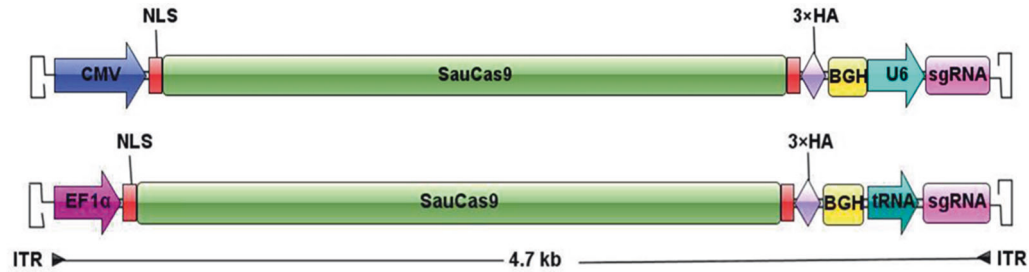 NLS 3×HA
CMV SauCas9 BGH U6 sgRNA
NLS 3×HA
EF1α SauCas9 BGH tRNA sgRNA
ITR 4.7 kb ITR